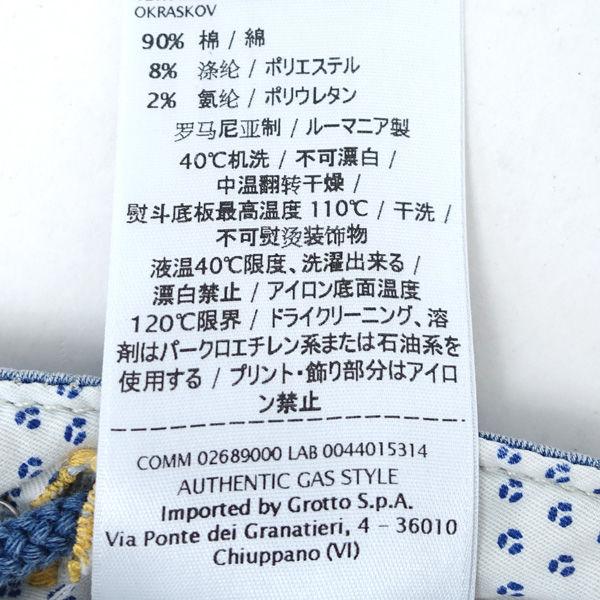 OKRASKOV
90% 棉 / 綿
8% 涤纶 / ポリエステル
2% 氨纶 / ポリウレタン
罗马尼亚制 / ルーマニア製
40℃机洗 / 不可漂白 /
中温翻转干燥 /
熨斗底板最高温度 110℃ / 干洗 /
不可熨烫装饰物
液温40℃限度、洗濯出来る /
漂白禁止 / アイロン底面温度
120℃限界 / ドライクリーニング、溶
剤はパークロエチレン系または石油系を
使用する / プリント・飾り部分はアイロ
ン禁止
COMM 02689000 LAB 0044015314
AUTHENTIC GAS STYLE
Imported by Grotto S.p.A.
Via Ponte dei Granatieri, 4 – 36010
Chiuppano (VI)